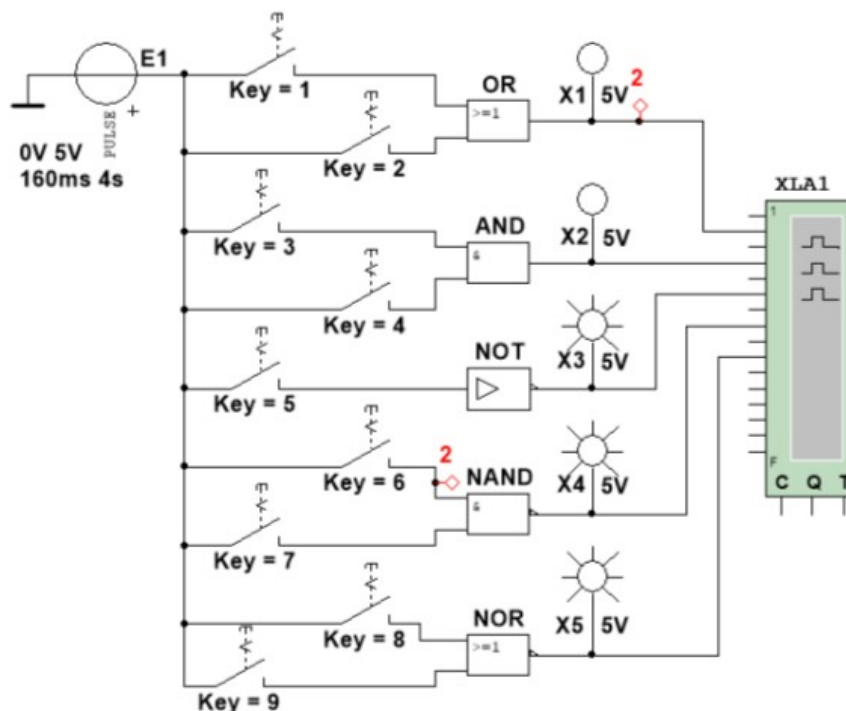 E1
+
PULSE
0V 5V
160ms 4s
Key = 1
OR
>=1
X1 5V
2
Key = 2
XLA1
1
Key = 3
AND
&
X2 5V
Key = 4
NOT
X3 5V
Key = 5
Key = 6
2
NAND
&
X4 5V
F
C Q T
Key = 7
NOR
>=1
X5 5V
Key = 8
Key = 9